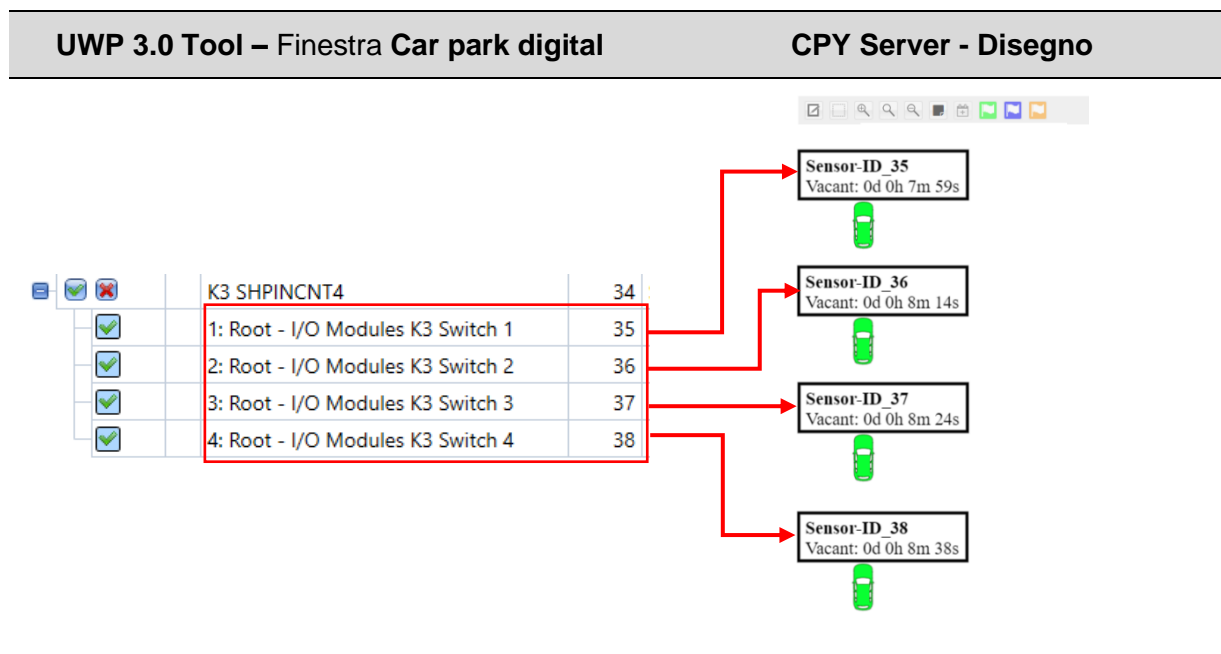 UWP 3.0 Tool – Finestra Car park digital CPY Server - Disegno
Sensor-ID_35
Vacant: 0d 0h 7m 59s
K3 SHPINCNT4 34
1: Root - I/O Modules K3 Switch 1 35
2: Root - I/O Modules K3 Switch 2 36
3: Root - I/O Modules K3 Switch 3 37
4: Root - I/O Modules K3 Switch 4 38
Sensor-ID_36
Vacant: 0d 0h 8m 14s
Sensor-ID_37
Vacant: 0d 0h 8m 24s
Sensor-ID_38
Vacant: 0d 0h 8m 38s